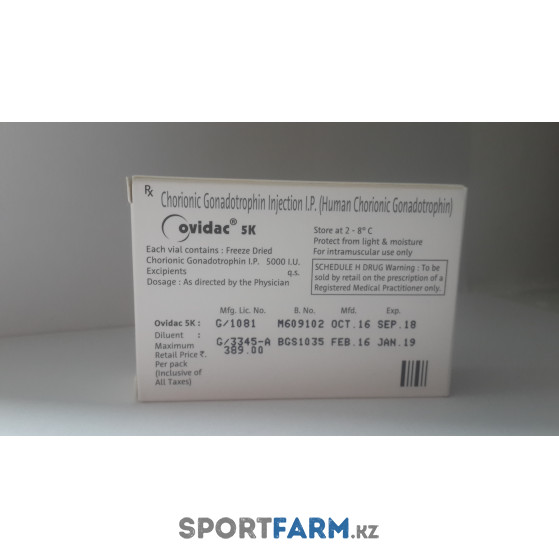 Rx
Chorionic Gonadotrophin Injection I.P. (Human Chorionic Gonadotrophin)
Ovidac® 5K
Each vial contains : Freeze Dried
Chorionic Gonadotrophin I.P. 5000 I.U.
Excipients q.s.
Dosage : As directed by the Physician
Store at 2 - 8° C
Protect from light & moisture
For intramuscular use only
SCHEDULE H DRUG Warning : To be
sold by retail on the prescription of a
Registered Medical Practitioner only.
Mfg. Lic. No. B. No. Mfd. Exp.
Ovidac 5K : G/1081 M609102 OCT.16 SEP.18
Diluent : G/3345-A BGS1035 FEB.16 JAN.19
Maximum
Retail Price ₹. 389.00
Per pack
(Inclusive of
All Taxes)
SPORTFARM.KZ